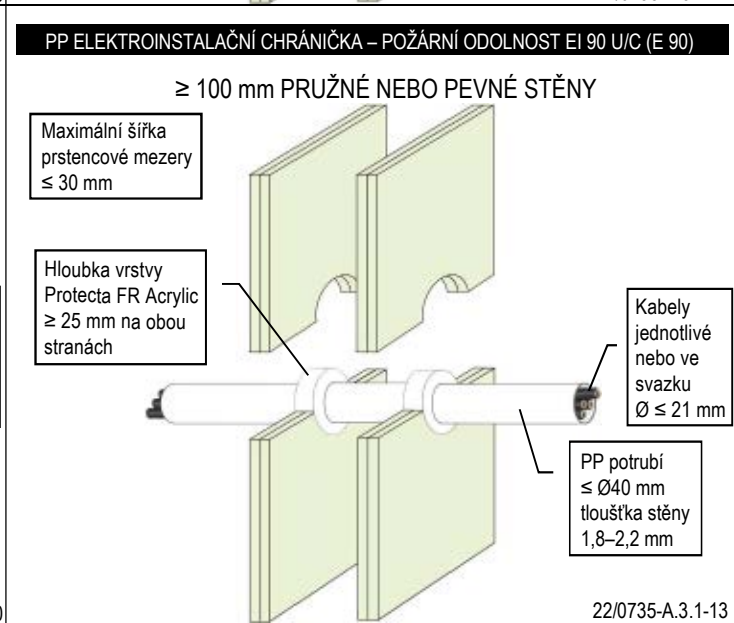 PP ELEKTROINSTALAČNÍ CHRÁNIČKA – POŽÁRNÍ ODOLNOST EI 90 U/C (E 90)
≥ 100 mm PRUŽNÉ NEBO PEVNÉ STĚNY
Maximální šířka
prstencové mezery
≤ 30 mm
Hloubka vrstvy
Protecta FR Acrylic
≥ 25 mm na obou
stranách
Kabely
jednotlivé
nebo ve
svazku
Ø ≤ 21 mm
PP potrubí
≤ Ø40 mm
tloušťka stěny
1,8–2,2 mm
22/0735-A.3.1-13